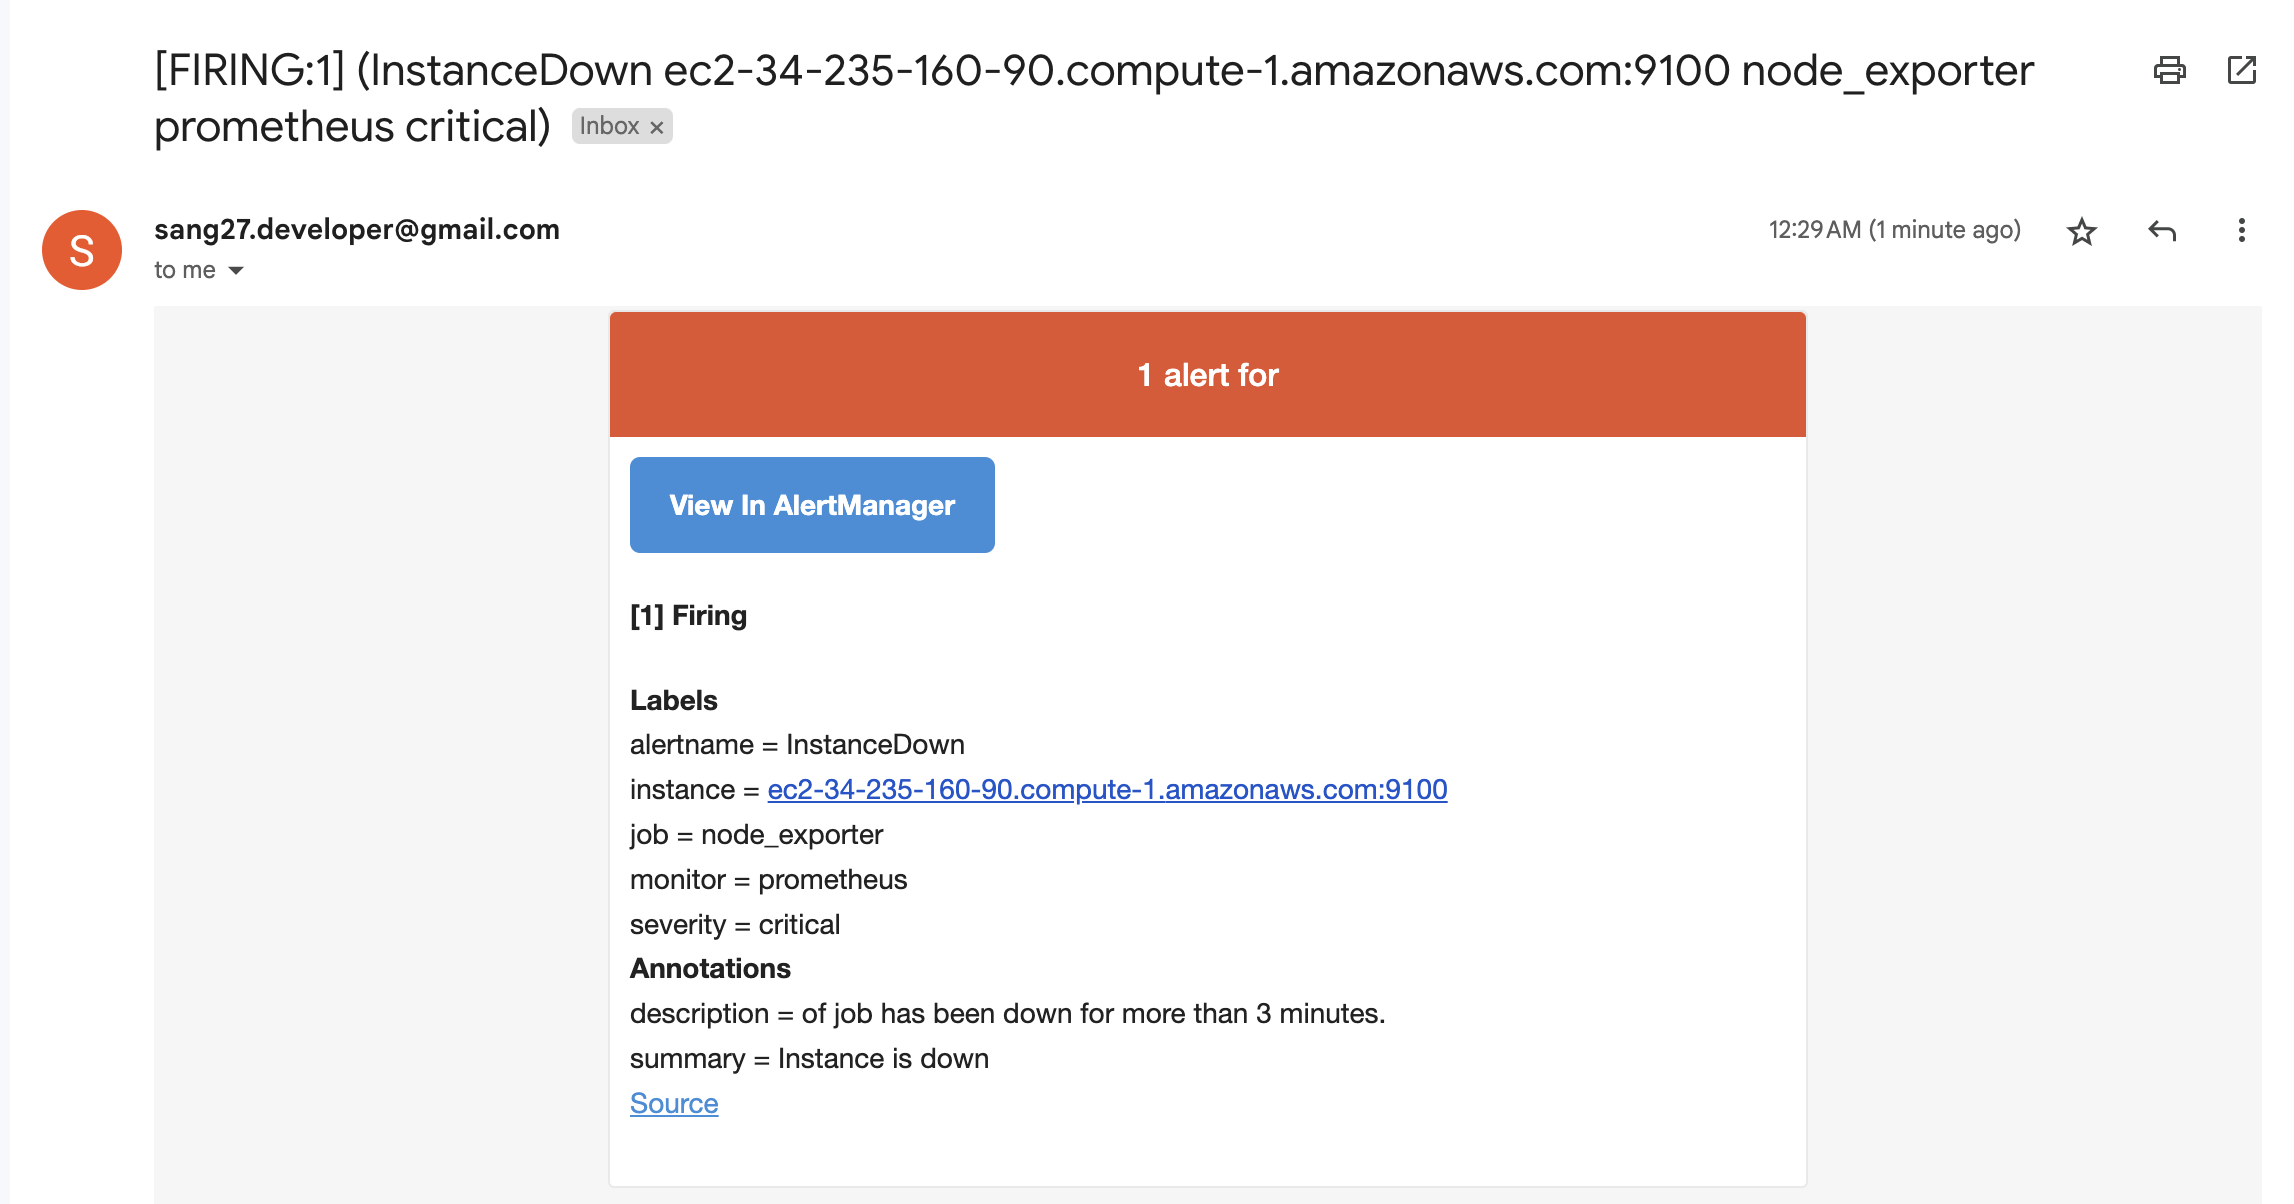 [FIRING:1] (InstanceDown ec2-34-235-160-90.compute-1.amazonaws.com:9100 node_exporter
prometheus critical) Inbox ×
S
sang27.developer@gmail.com
12:29 AM (1 minute ago)
to me
1 alert for
View In AlertManager
[1] Firing
Labels
alertname = InstanceDown
instance = ec2-34-235-160-90.compute-1.amazonaws.com:9100
job = node_exporter
monitor = prometheus
severity = critical
Annotations
description = of job has been down for more than 3 minutes.
summary = Instance is down
Source